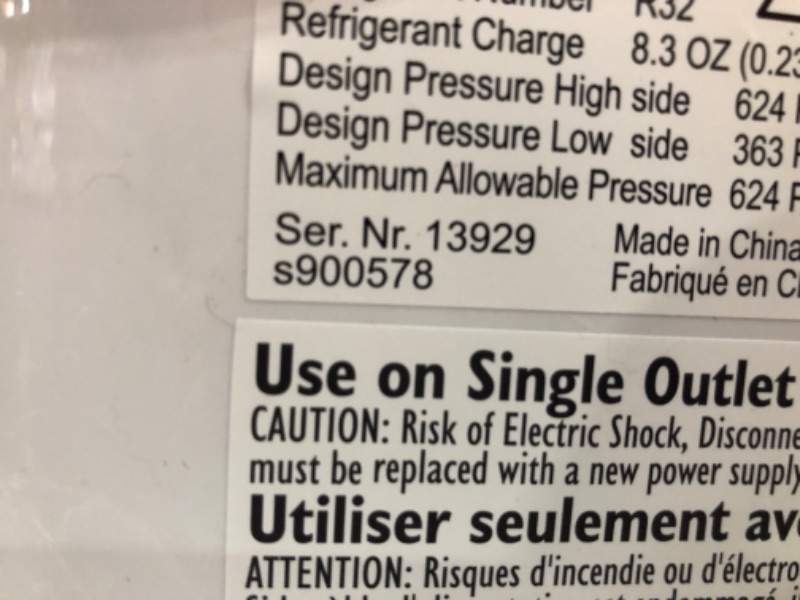 Number R32
Refrigerant Charge 8.3 OZ (0.23
Design Pressure High side 624
Design Pressure Low side 363
Maximum Allowable Pressure 624
Ser. Nr. 13929 Made in China
s900578 Fabriqué en
Use on Single Outlet
CAUTION: Risk of Electric Shock, Disconne
must be replaced with a new power supply
Utiliser seulement av
ATTENTION: Risques d'incendie ou d'électro